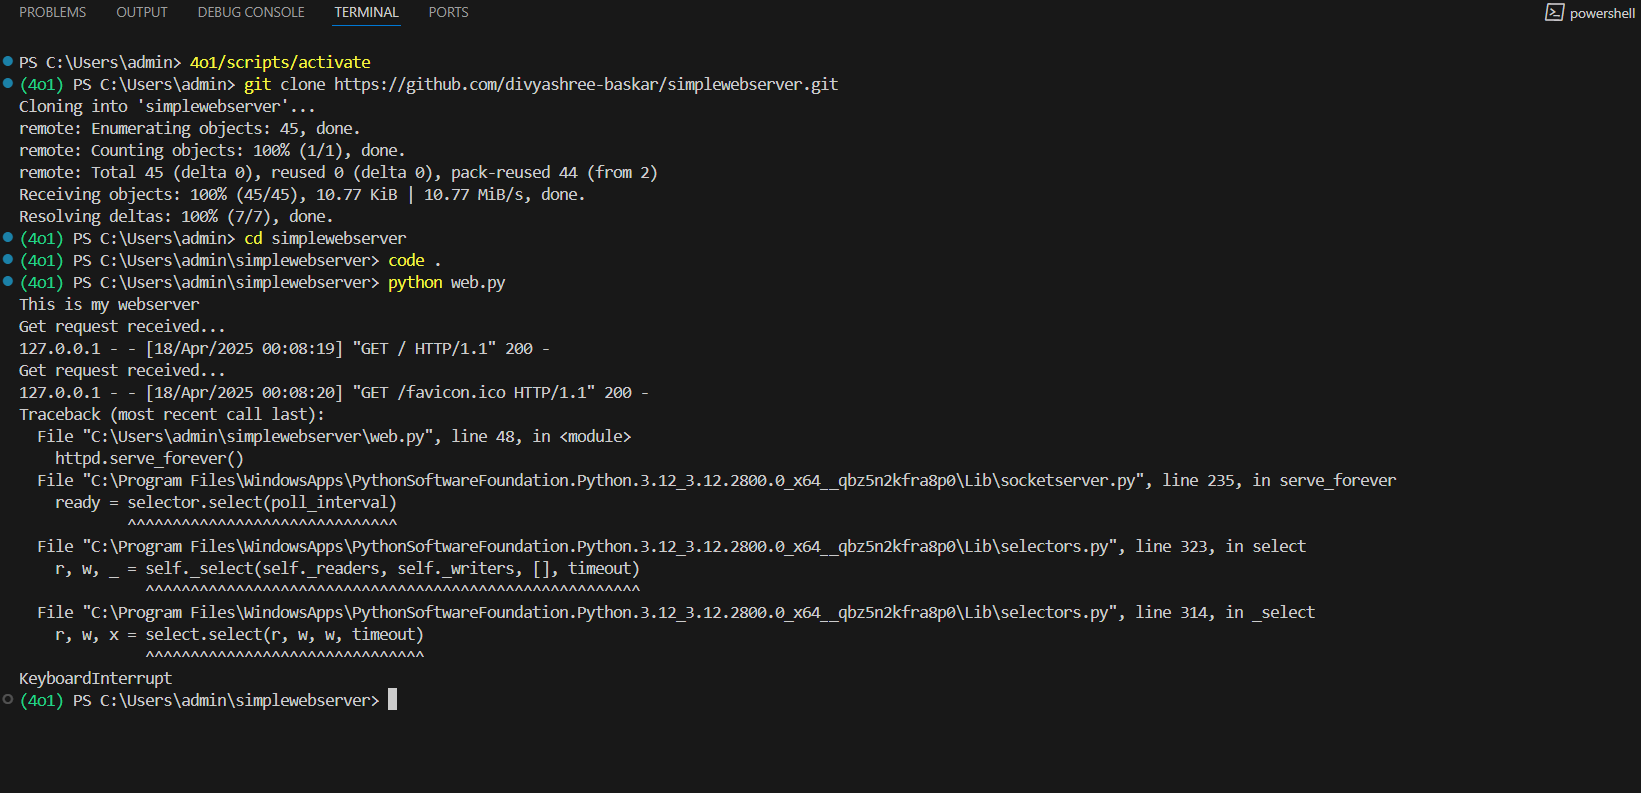 PROBLEMS OUTPUT DEBUG CONSOLE TERMINAL PORTS powershell
PS C:\Users\admin> 4o1/scripts/activate
(4o1) PS C:\Users\admin> git clone https://github.com/divyashree-baskar/simplewebserver.git
Cloning into 'simplewebserver'...
remote: Enumerating objects: 45, done.
remote: Counting objects: 100% (1/1), done.
remote: Total 45 (delta 0), reused 0 (delta 0), pack-reused 44 (from 2)
Receiving objects: 100% (45/45), 10.77 KiB | 10.77 MiB/s, done.
Resolving deltas: 100% (7/7), done.
(4o1) PS C:\Users\admin> cd simplewebserver
(4o1) PS C:\Users\admin\simplewebserver> code .
(4o1) PS C:\Users\admin\simplewebserver> python web.py
This is my webserver
Get request received...
127.0.0.1 - - [18/Apr/2025 00:08:19] "GET / HTTP/1.1" 200 -
Get request received...
127.0.0.1 - - [18/Apr/2025 00:08:20] "GET /favicon.ico HTTP/1.1" 200 -
Traceback (most recent call last):
  File "C:\Users\admin\simplewebserver\web.py", line 48, in <module>
    httpd.serve_forever()
  File "C:\Program Files\WindowsApps\PythonSoftwareFoundation.Python.3.12_3.12.2800.0_x64__qbz5n2kfra8p0\Lib\socketserver.py", line 235, in serve_forever
    ready = selector.select(poll_interval)
            ^^^^^^^^^^^^^^^^^^^^^^^^^^^^^^
  File "C:\Program Files\WindowsApps\PythonSoftwareFoundation.Python.3.12_3.12.2800.0_x64__qbz5n2kfra8p0\Lib\selectors.py", line 323, in select
    r, w, _ = self._select(self._readers, self._writers, [], timeout)
              ^^^^^^^^^^^^^^^^^^^^^^^^^^^^^^^^^^^^^^^^^^^^^^^^^^^^^^^
  File "C:\Program Files\WindowsApps\PythonSoftwareFoundation.Python.3.12_3.12.2800.0_x64__qbz5n2kfra8p0\Lib\selectors.py", line 314, in _select
    r, w, x = select.select(r, w, w, timeout)
              ^^^^^^^^^^^^^^^^^^^^^^^^^^^^^^^
KeyboardInterrupt
(4o1) PS C:\Users\admin\simplewebserver>